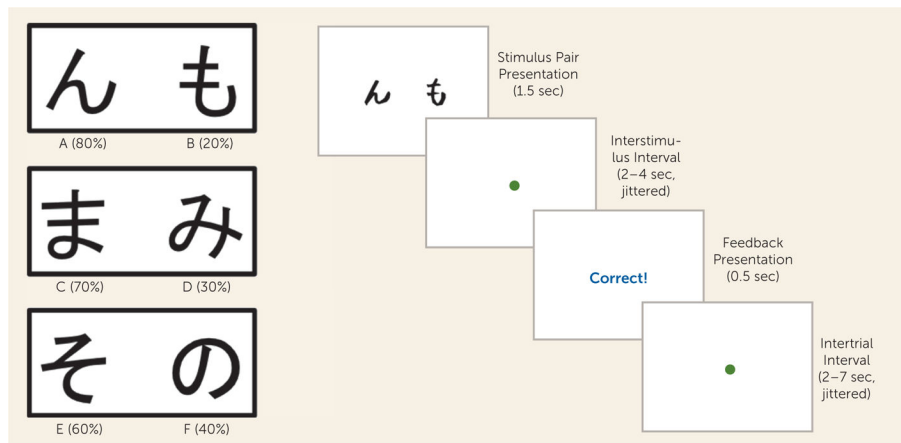 ん も
A (80%) B (20%)
ま み
C (70%) D (30%)
そ の
E (60%) F (40%)
ん も
Stimulus Pair
Presentation
(1.5 sec)
Interstimu-
lus Interval
(2–4 sec,
jittered)
Correct!
Feedback
Presentation
(0.5 sec)
Intertrial
Interval
(2–7 sec,
jittered)